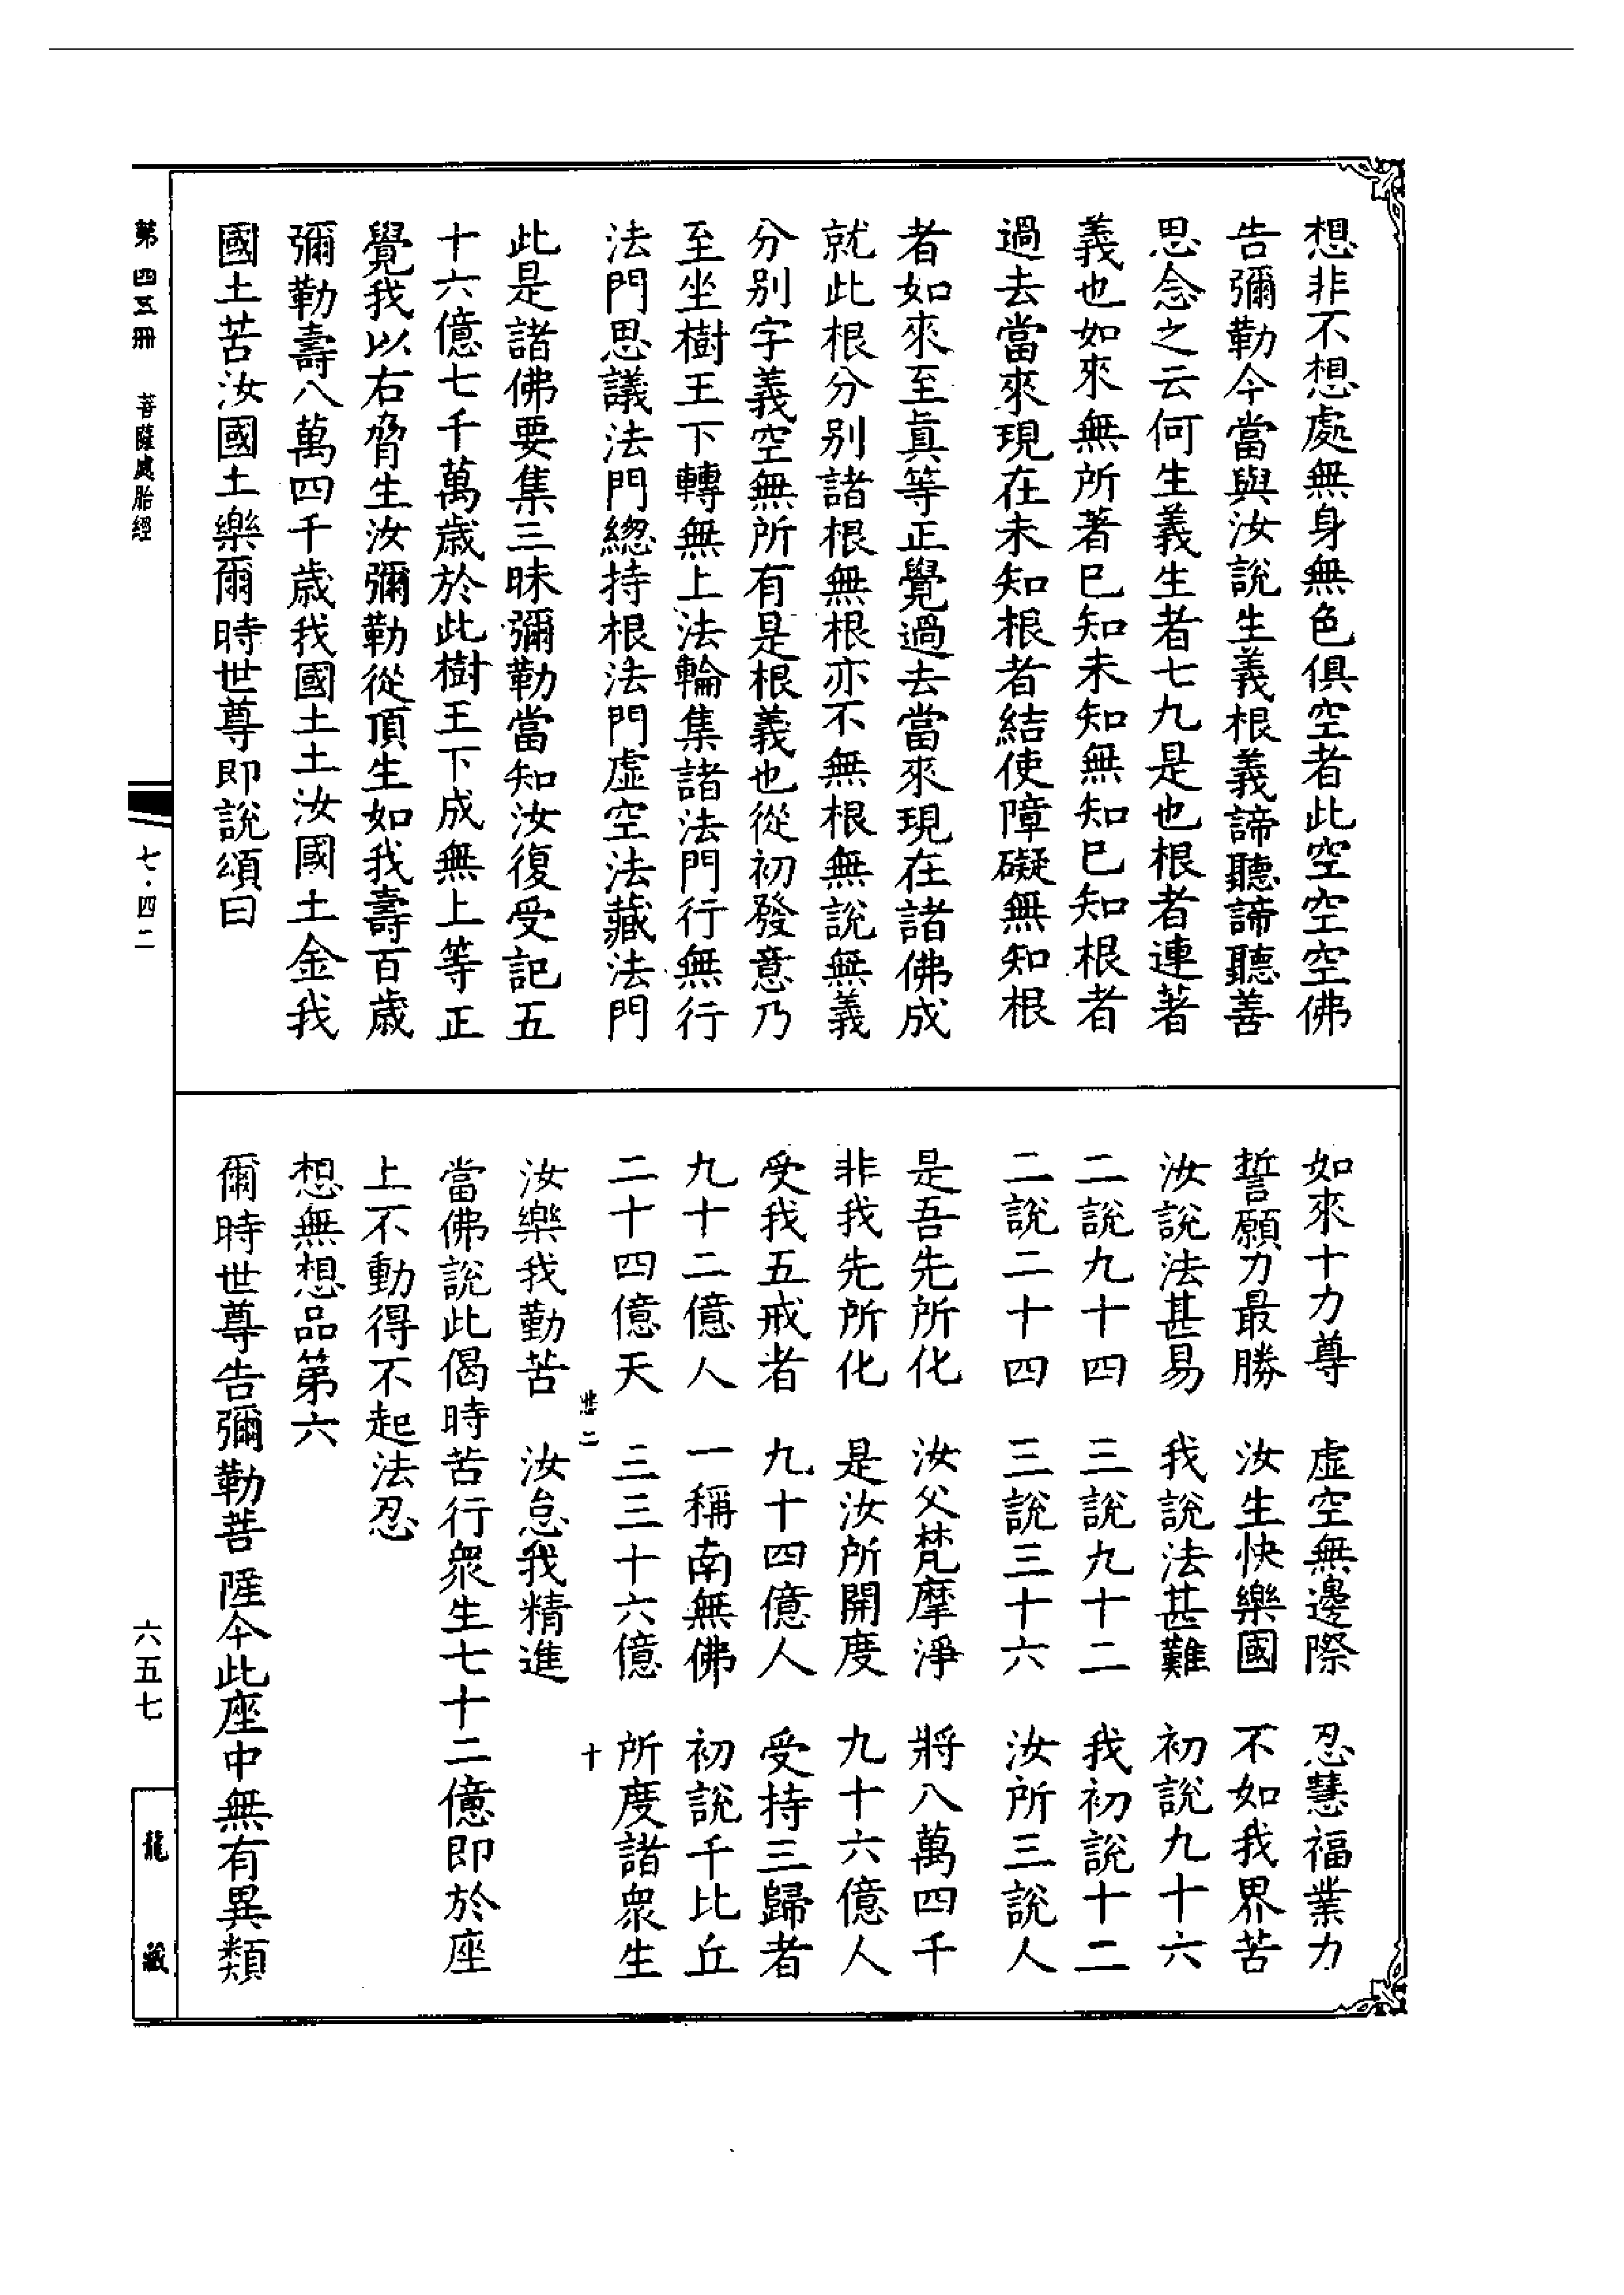 想非不想處無身無色俱空者此空空空佛
告彌勒今當與汝說生義根義諦聽諦聽善
思念之云何生義生者七九是也根者連著
義也如來無所著已知未知無知已知根者
過去當來現在未知根者結使障礙無知根
者如來至真等正覺過去當來現在諸佛成
就此根分別諸根無根亦不無根無說無義
分別字義空無所有是根義也從初發意乃
至坐樹王下轉無上法輪集諸法門行無行
法門思議法門總持根法門虛空法藏法門
此是諸佛要集三昧彌勒當知汝復受記五
十六億七千萬歲於此樹王下成無上等正
覺我以右脅生汝彌勒從頂生如我壽百歲
彌勒壽八萬四千歲我國土土汝國土金我
國土苦汝國土樂爾時世尊即說頌曰
如來十力尊　虛空無邊際　忍慧福業力
誓願力最勝　汝生快樂國　不如我界苦
汝說法甚易　我說法甚難　初說九十六
二說九十四　三說九十二　我初說十二
二說二十四　三說三十六　汝所三說人
是吾先所化　汝父梵摩淨　將八萬四千
非我先所化　是汝所開度　九十六億人
受我五戒者　九十四億人　受持三歸者
九十二億人　一稱南無佛　初說千比丘
二十四億天　三三十六億　所度諸眾生
悲二　十
汝樂我勤苦　汝怠我精進
當佛說此偈時苦行眾生七十二億即於座
上不動得不起法忍
想無想品第六
爾時世尊告彌勒菩薩今此座中無有異類
第四五冊　菩薩處胎經
七·四二
六五七
龍藏